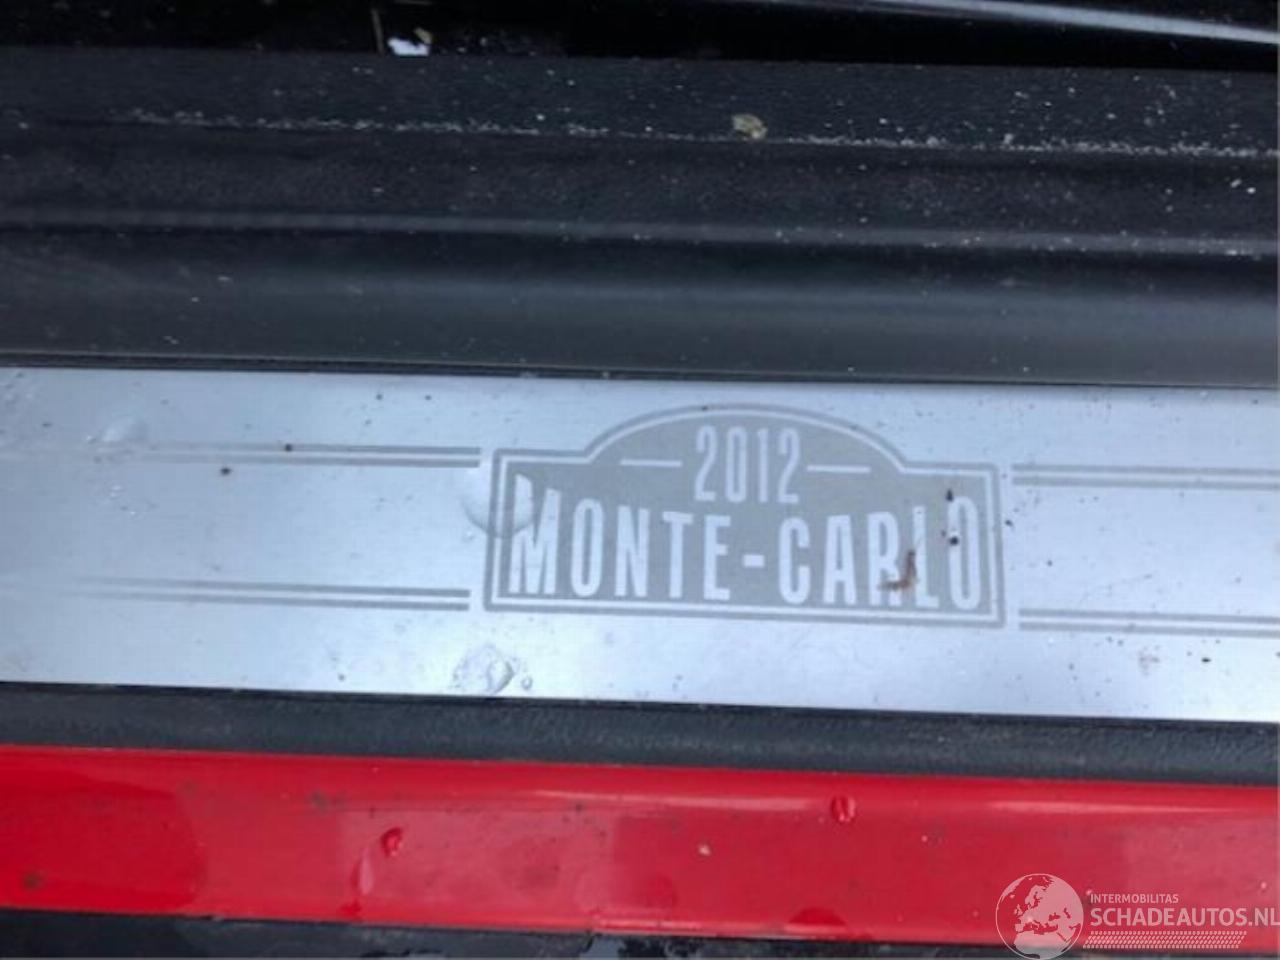 2012
MONTE-CARLO
INTERMOBILITAS
SCHADEAUTOS.NL